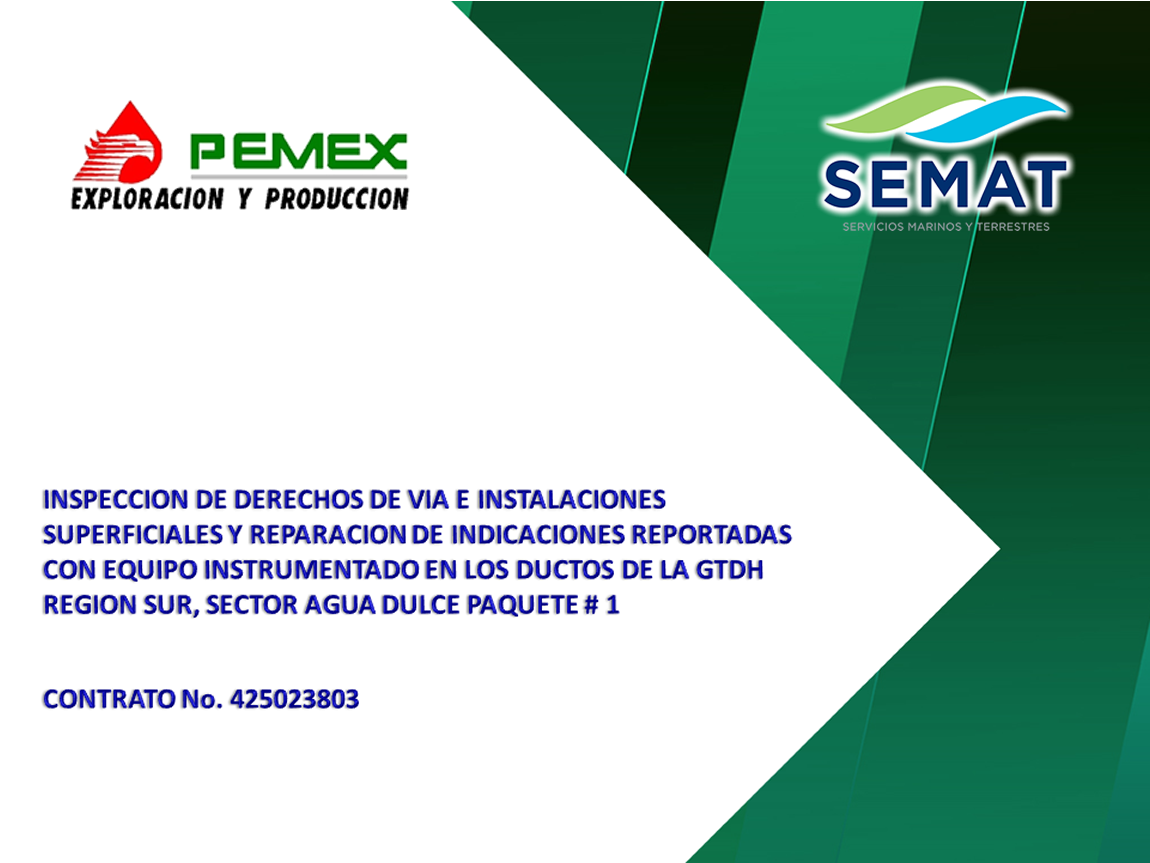 PEMEX
EXPLORACION Y PRODUCCION
SEMAT
SERVICIOS MARINOS Y TERRESTRES
INSPECCION DE DERECHOS DE VIA E INSTALACIONES
SUPERFICIALES Y REPARACION DE INDICACIONES REPORTADAS
CON EQUIPO INSTRUMENTADO EN LOS DUCTOS DE LA GTDH
REGION SUR, SECTOR AGUA DULCE PAQUETE # 1
CONTRATO No. 425023803